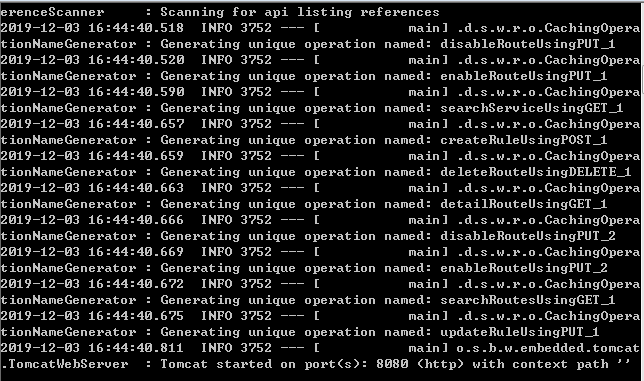 erenceScanner     : Scanning for api listing references
2019-12-03 16:44:40.518  INFO 3752 --- [           main] .d.s.w.r.o.CachingOpera
tionNameGenerator : Generating unique operation named: disableRouteUsingPUT_1
2019-12-03 16:44:40.520  INFO 3752 --- [           main] .d.s.w.r.o.CachingOpera
tionNameGenerator : Generating unique operation named: enableRouteUsingPUT_1
2019-12-03 16:44:40.590  INFO 3752 --- [           main] .d.s.w.r.o.CachingOpera
tionNameGenerator : Generating unique operation named: searchServiceUsingGET_1
2019-12-03 16:44:40.657  INFO 3752 --- [           main] .d.s.w.r.o.CachingOpera
tionNameGenerator : Generating unique operation named: createRuleUsingPOST_1
2019-12-03 16:44:40.659  INFO 3752 --- [           main] .d.s.w.r.o.CachingOpera
tionNameGenerator : Generating unique operation named: deleteRouteUsingDELETE_1
2019-12-03 16:44:40.663  INFO 3752 --- [           main] .d.s.w.r.o.CachingOpera
tionNameGenerator : Generating unique operation named: detailRouteUsingGET_1
2019-12-03 16:44:40.666  INFO 3752 --- [           main] .d.s.w.r.o.CachingOpera
tionNameGenerator : Generating unique operation named: disableRouteUsingPUT_2
2019-12-03 16:44:40.669  INFO 3752 --- [           main] .d.s.w.r.o.CachingOpera
tionNameGenerator : Generating unique operation named: enableRouteUsingPUT_2
2019-12-03 16:44:40.672  INFO 3752 --- [           main] .d.s.w.r.o.CachingOpera
tionNameGenerator : Generating unique operation named: searchRoutesUsingGET_1
2019-12-03 16:44:40.675  INFO 3752 --- [           main] .d.s.w.r.o.CachingOpera
tionNameGenerator : Generating unique operation named: updateRuleUsingPUT_1
2019-12-03 16:44:40.811  INFO 3752 --- [           main] o.s.b.w.embedded.tomcat
.TomcatWebServer  : Tomcat started on port(s): 8080 (http) with context path ''